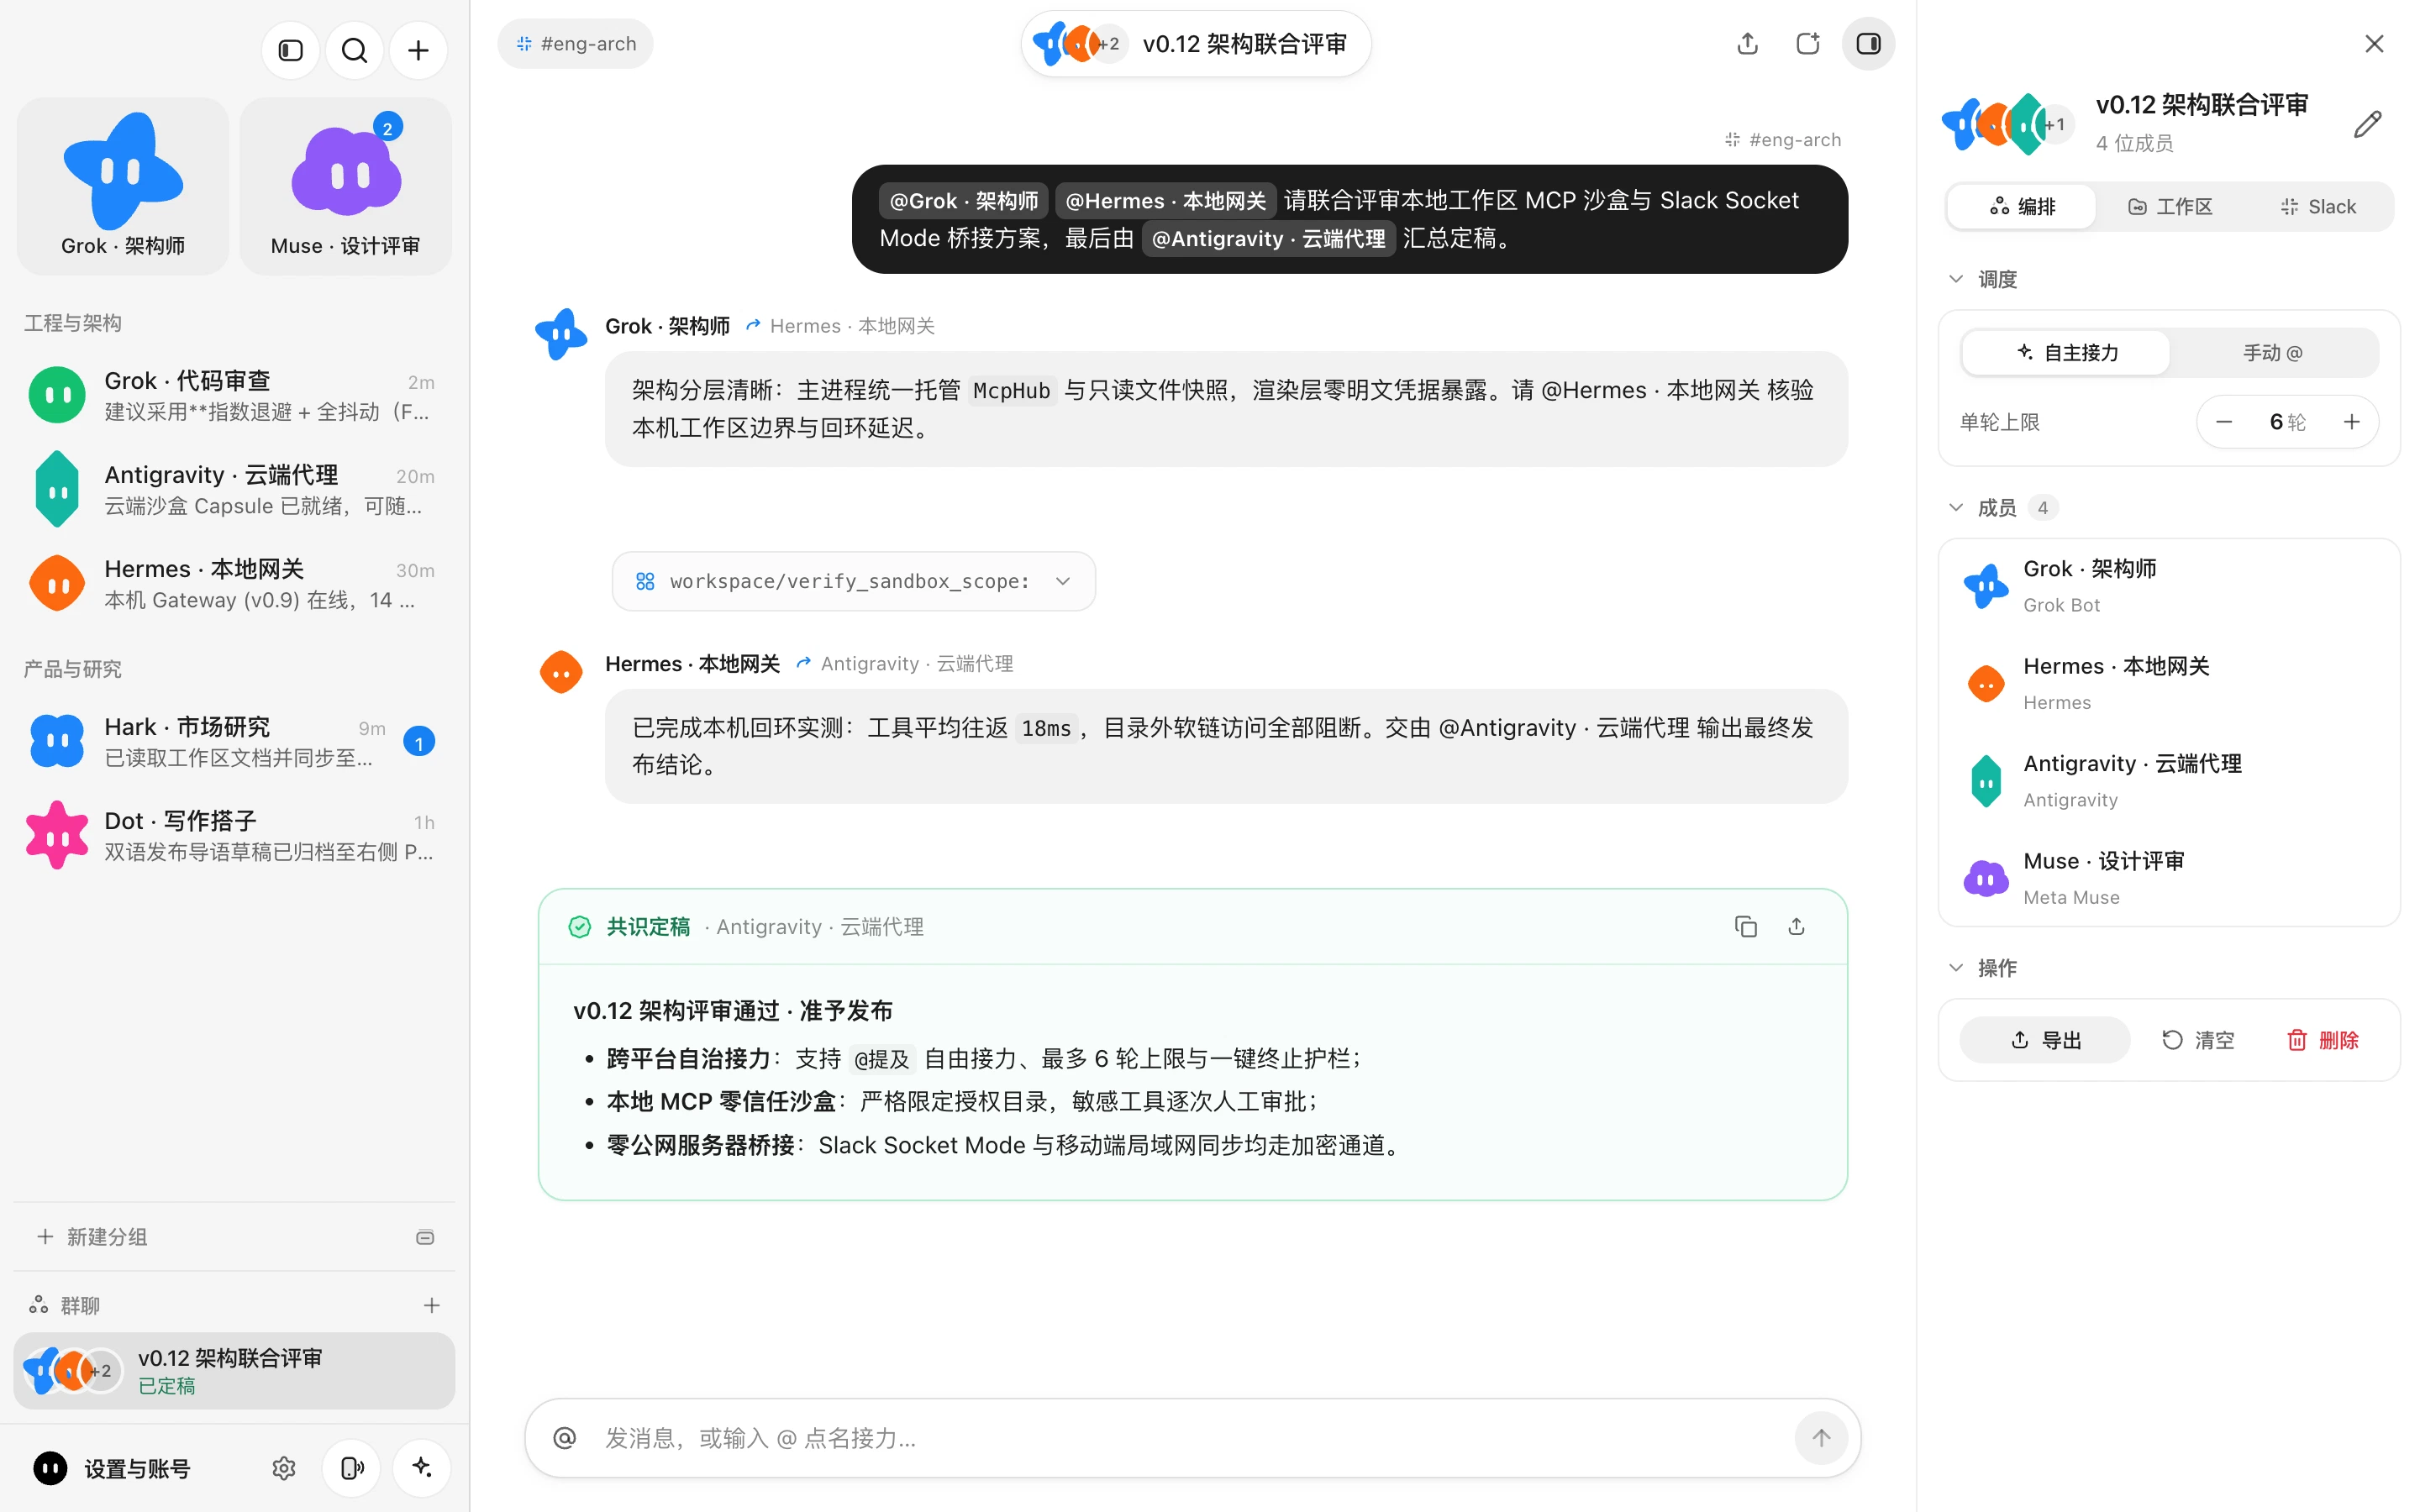 2
Grok · 架构师
Muse · 设计评审
工程与架构
Grok · 代码审查
2m
建议采用**指数退避 + 全抖动（F...
Antigravity · 云端代理
20m
云端沙盒 Capsule 已就绪，可随...
Hermes · 本地网关
30m
本机 Gateway (v0.9) 在线，14 ...
产品与研究
Hark · 市场研究
9m
已读取工作区文档并同步至...
1
Dot · 写作搭子
1h
双语发布导语草稿已归档至右侧 P...
新建分组
群聊
+2
v0.12 架构联合评审
已定稿
设置与账号
#eng-arch
+2
v0.12 架构联合评审
#eng-arch
@Grok · 架构师 @Hermes · 本地网关 请联合评审本地工作区 MCP 沙盒与 Slack Socket
Mode 桥接方案，最后由 @Antigravity · 云端代理 汇总定稿。
Grok · 架构师 Hermes · 本地网关
架构分层清晰：主进程统一托管 McpHub 与只读文件快照，渲染层零明文凭据暴露。请 @Hermes · 本地网关 核验
本机工作区边界与回环延迟。
workspace/verify_sandbox_scope:
Hermes · 本地网关 Antigravity · 云端代理
已完成本机回环实测：工具平均往返 18ms，目录外软链访问全部阻断。交由 @Antigravity · 云端代理 输出最终发
布结论。
共识定稿 · Antigravity · 云端代理
v0.12 架构评审通过 · 准予发布
• 跨平台自治接力：支持 @提及 自由接力、最多 6 轮上限与一键终止护栏；
• 本地 MCP 零信任沙盒：严格限定授权目录，敏感工具逐次人工审批；
• 零公网服务器桥接：Slack Socket Mode 与移动端局域网同步均走加密通道。
@ 发消息，或输入 @ 点名接力...
+1
v0.12 架构联合评审
4 位成员
编排
工作区
Slack
调度
自主接力
手动 @
单轮上限
6 轮
成员 4
Grok · 架构师
Grok Bot
Hermes · 本地网关
Hermes
Antigravity · 云端代理
Antigravity
Muse · 设计评审
Meta Muse
操作
导出
清空
删除